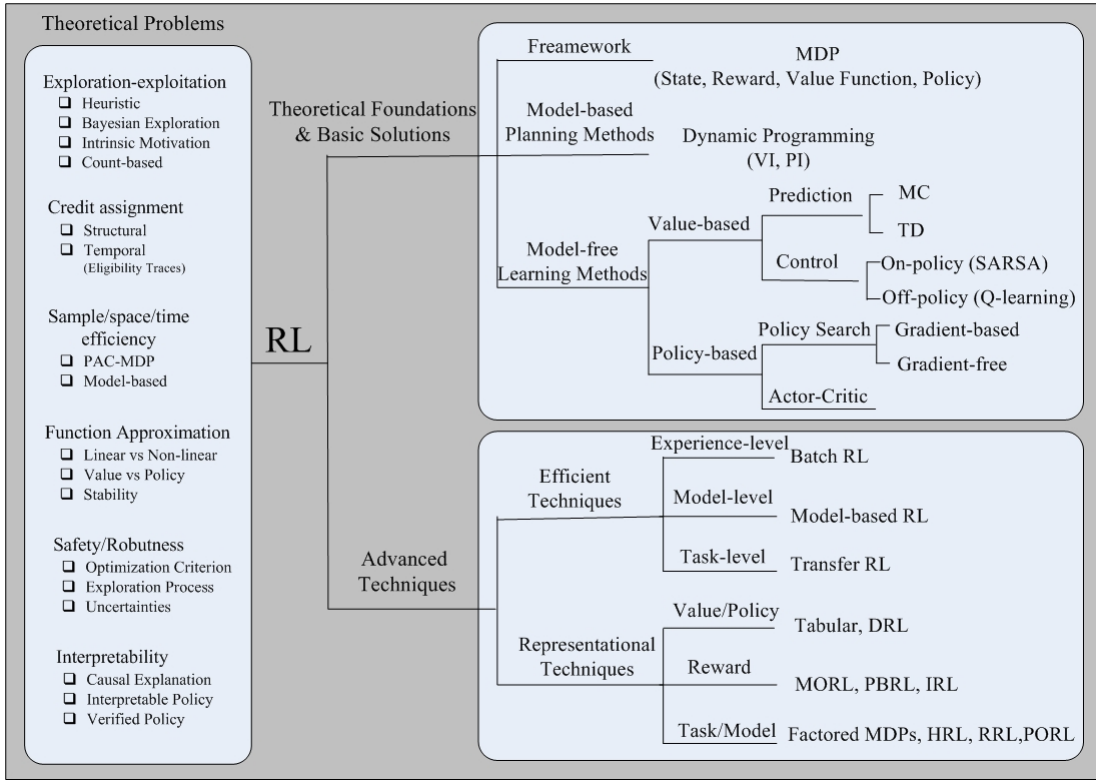 Theoretical Problems
Exploration-exploitation
Heuristic
Bayesian Exploration
Intrinsic Motivation
Count-based
Credit assignment
Structural
Temporal
(Eligibility Traces)
Sample/space/time
efficiency
PAC-MDP
Model-based
Function Approximation
Linear vs Non-linear
Value vs Policy
Stability
Safety/Robutness
Optimization Criterion
Exploration Process
Uncertainties
Interpretability
Causal Explanation
Interpretable Policy
Verified Policy
RL
Theoretical Foundations
& Basic Solutions
Freamework
MDP
(State, Reward, Value Function, Policy)
Model-based
Planning Methods
Dynamic Programming
(VI, PI)
Model-free
Learning Methods
Value-based
Prediction
MC
TD
Control
On-policy (SARSA)
Off-policy (Q-learning)
Policy-based
Policy Search
Gradient-based
Gradient-free
Actor-Critic
Advanced
Techniques
Efficient
Techniques
Experience-level
Batch RL
Model-level
Model-based RL
Task-level
Transfer RL
Representational
Techniques
Value/Policy
Tabular, DRL
Reward
MORL, PBRL, IRL
Task/Model
Factored MDPs, HRL, RRL,PORL